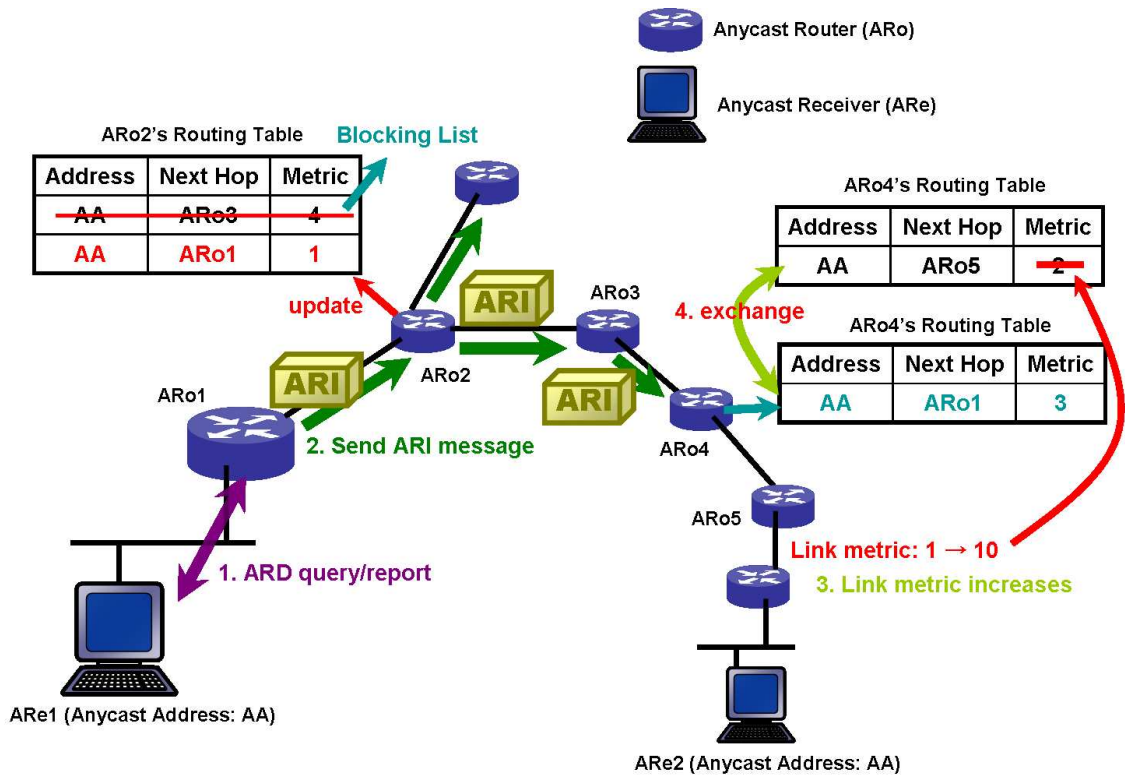 Anycast Router (ARo)
Anycast Receiver (ARe)
ARo2's Routing Table
Blocking List
Address Next Hop Metric
AA ARo3 4
AA ARo1 1
update
ARo4's Routing Table
Address Next Hop Metric
AA ARo5 2
4. exchange
ARo4's Routing Table
Address Next Hop Metric
AA ARo1 3
ARI
ARo3
ARo2
ARI
ARI
ARo1
ARo4
2. Send ARI message
ARo5
Link metric: 1 → 10
3. Link metric increases
1. ARD query/report
ARe1 (Anycast Address: AA)
ARe2 (Anycast Address: AA)